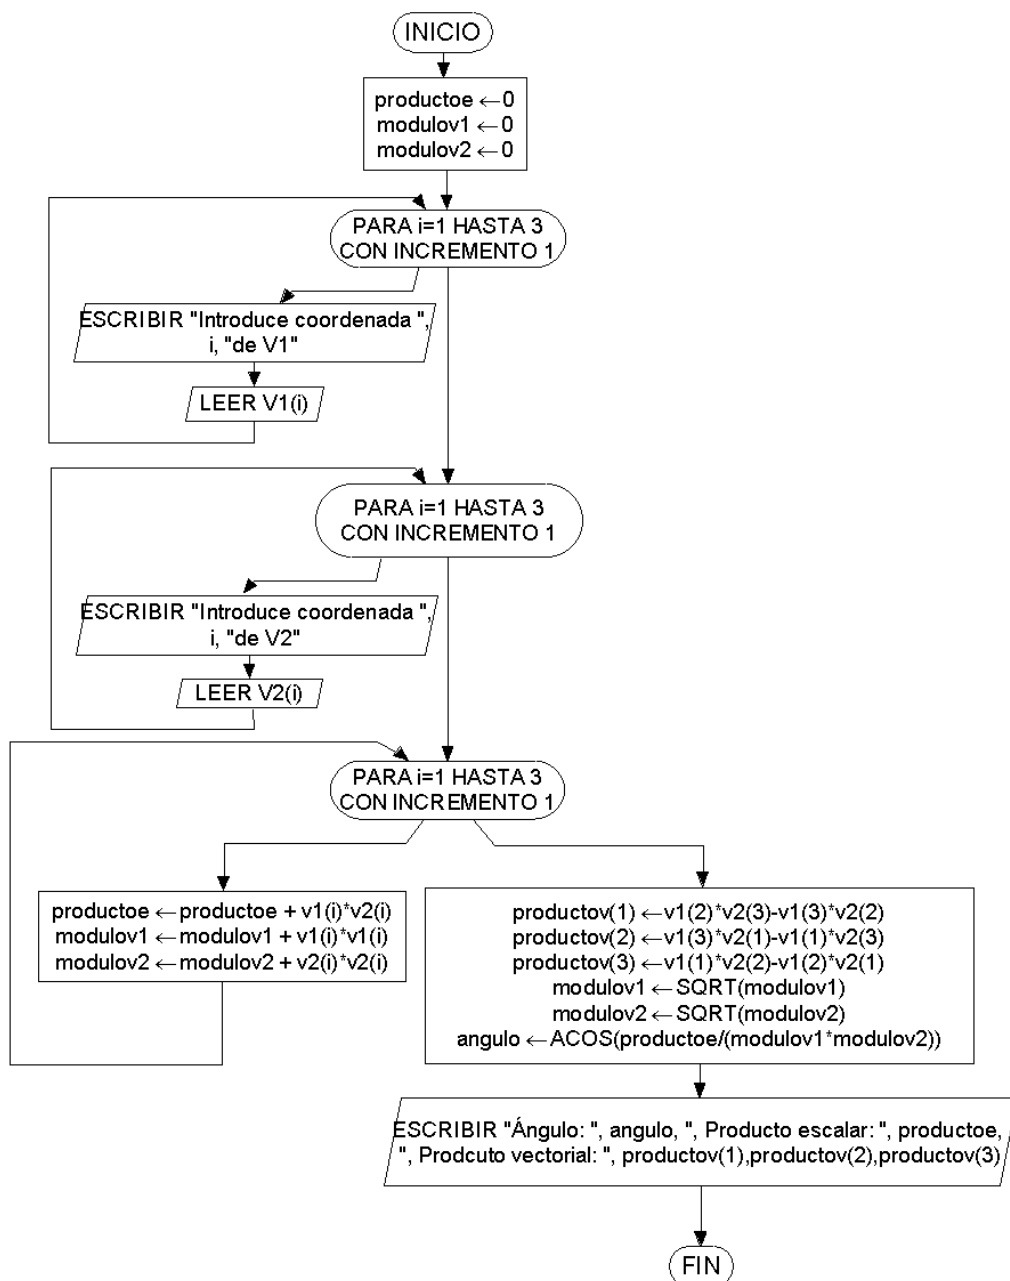 INICIO
productoe ←0
modulov1 ←0
modulov2 ←0
PARA i=1 HASTA 3
CON INCREMENTO 1
ESCRIBIR "Introduce coordenada ",
i, "de V1"
LEER V1(i)
PARA i=1 HASTA 3
CON INCREMENTO 1
ESCRIBIR "Introduce coordenada ",
i, "de V2"
LEER V2(i)
PARA i=1 HASTA 3
CON INCREMENTO 1
productoe ←productoe + v1(i)*v2(i)
modulov1 ←modulov1 + v1(i)*v1(i)
modulov2 ←modulov2 + v2(i)*v2(i)
productov(1) ←v1(2)*v2(3)-v1(3)*v2(2)
productov(2) ←v1(3)*v2(1)-v1(1)*v2(3)
productov(3) ←v1(1)*v2(2)-v1(2)*v2(1)
modulov1 ←SQRT(modulov1)
modulov2 ←SQRT(modulov2)
angulo ←ACOS(productoe/(modulov1*modulov2))
ESCRIBIR "Ángulo: ", angulo, ", Producto escalar: ", productoe,
", Prodcuto vectorial: ", productov(1),productov(2),productov(3)
FIN